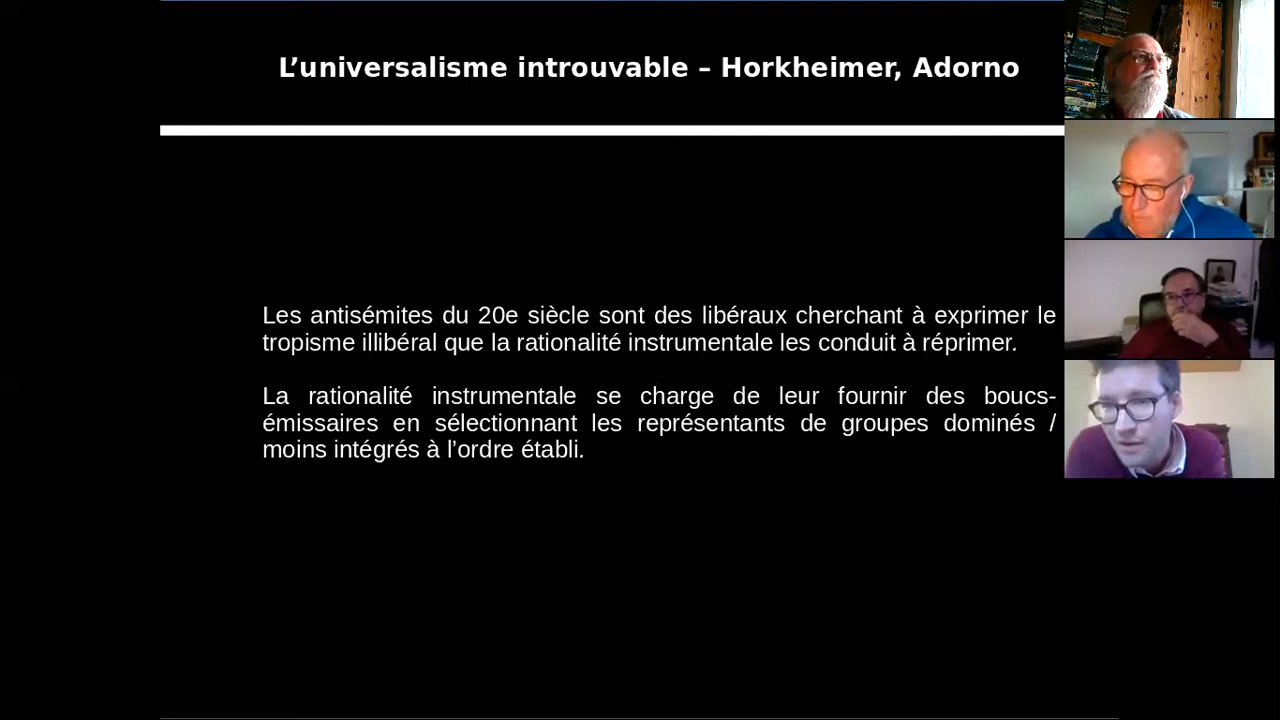 L’universalisme introuvable – Horkheimer, Adorno
Les antisémites du 20e siècle sont des libéraux cherchant à exprimer le
tropisme illibéral que la rationalité instrumentale les conduit à réprimer.
La rationalité instrumentale se charge de leur fournir des boucs-
émissaires en sélectionnant les représentants de groupes dominés /
moins intégrés à l’ordre établi.